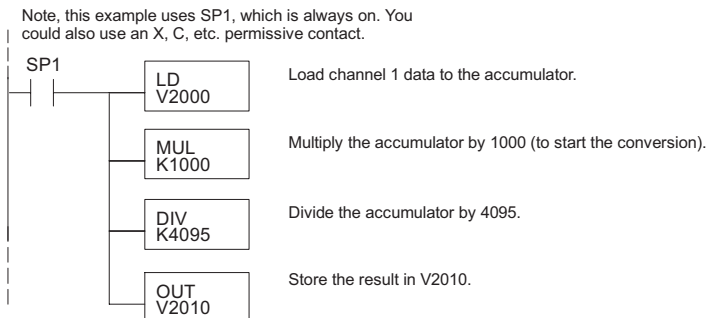 Note, this example uses SP1, which is always on. You
could also use an X, C, etc. permissive contact.
SP1
LD
V2000
Load channel 1 data to the accumulator.
MUL
K1000
Multiply the accumulator by 1000 (to start the conversion).
DIV
K4095
Divide the accumulator by 4095.
OUT
V2010
Store the result in V2010.